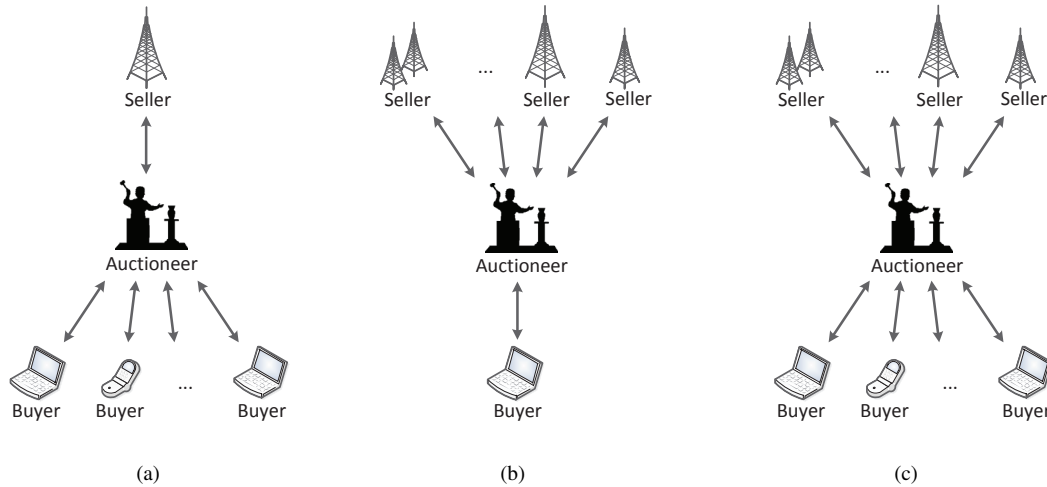 Seller
Auctioneer
Buyer Buyer ... Buyer
(a)
... 
Seller Seller Seller
Auctioneer
Buyer
(b)
...
Seller Seller Seller
Auctioneer
Buyer Buyer ... Buyer
(c)